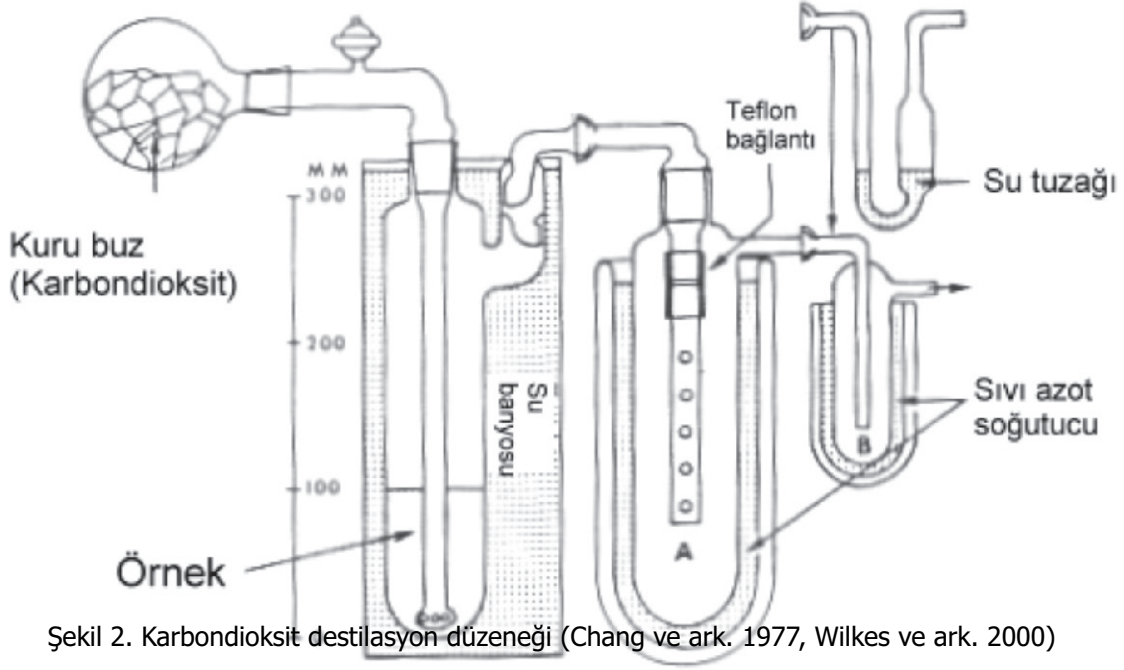 Kuru buz
(Karbondioksit)
MM
300
200
100
Örnek
Su
banyosu
Teflon
bağlantı
A
B
Su tuzağı
Sıvı azot
soğutucu
Şekil 2. Karbondioksit destilasyon düzeneği (Chang ve ark. 1977, Wilkes ve ark. 2000)